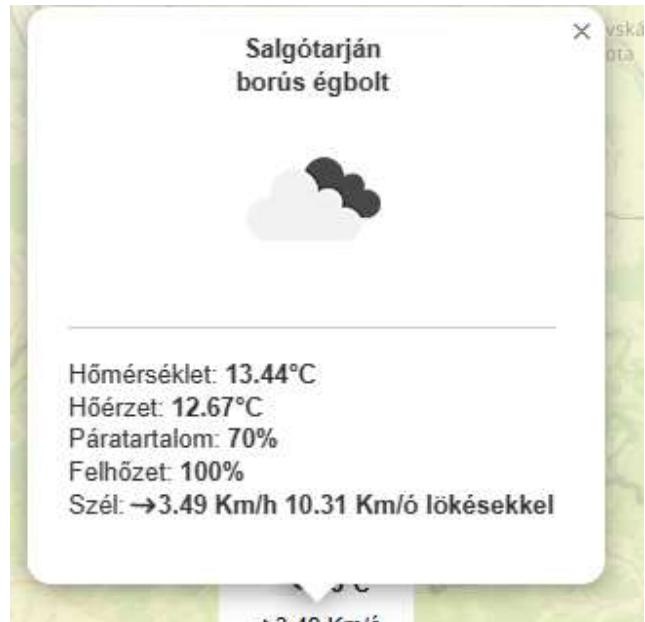 Salgótarján
borús égbolt
Hőmérséklet: 13.44°C
Hőérzet: 12.67°C
Páratartalom: 70%
Felhőzet: 100%
Szél: →3.49 Km/h 10.31 Km/ó lökésekkel